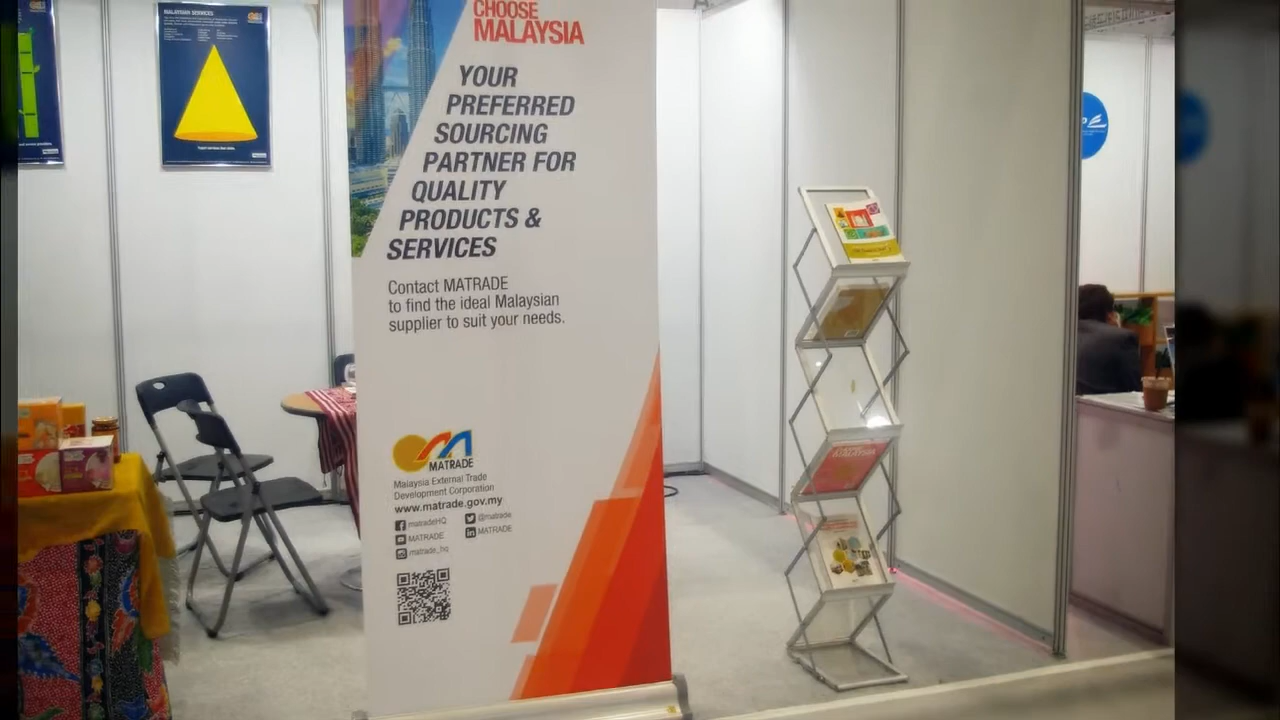 MALAYSIAN SERVICES
CHOOSE
MALAYSIA
YOUR
PREFERRED
SOURCING
PARTNER FOR
QUALITY
PRODUCTS &
SERVICES
Contact MATRADE
to find the ideal Malaysian
supplier to suit your needs.
MATRADE
Malaysia External Trade
Development Corporation
www.matrade.gov.my
matradeHQ
@matrade
MATRADE
MATRADE
matrade_hq